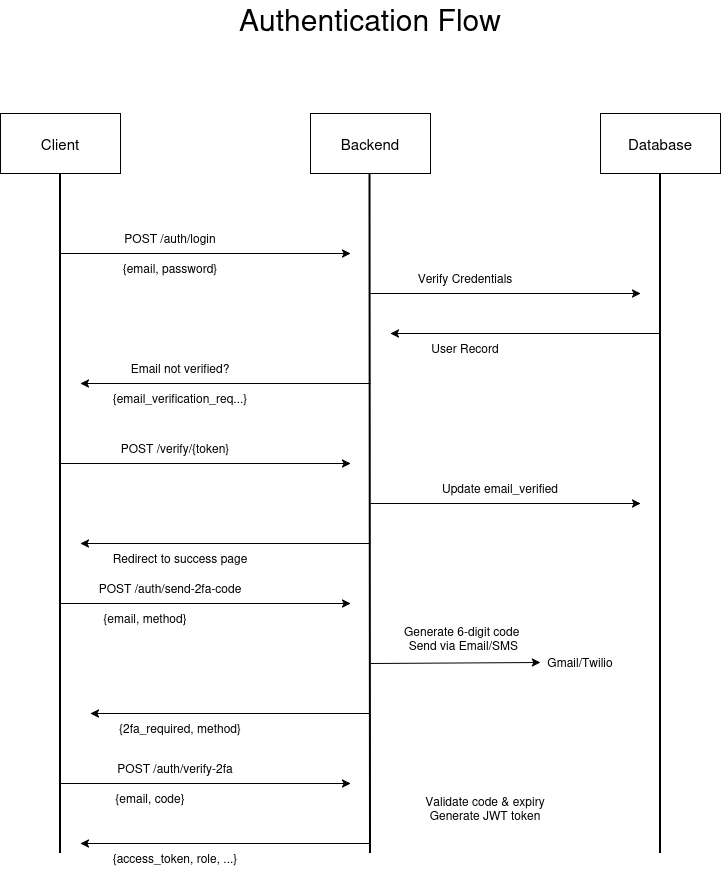 Authentication Flow
Client
Backend
Database
POST /auth/login
{email, password}
Verify Credentials
User Record
Email not verified?
{email_verification_req...}
POST /verify/{token}
Update email_verified
Redirect to success page
POST /auth/send-2fa-code
{email, method}
Generate 6-digit code
Send via Email/SMS
Gmail/Twilio
{2fa_required, method}
POST /auth/verify-2fa
{email, code}
Validate code & expiry
Generate JWT token
{access_token, role, ...}